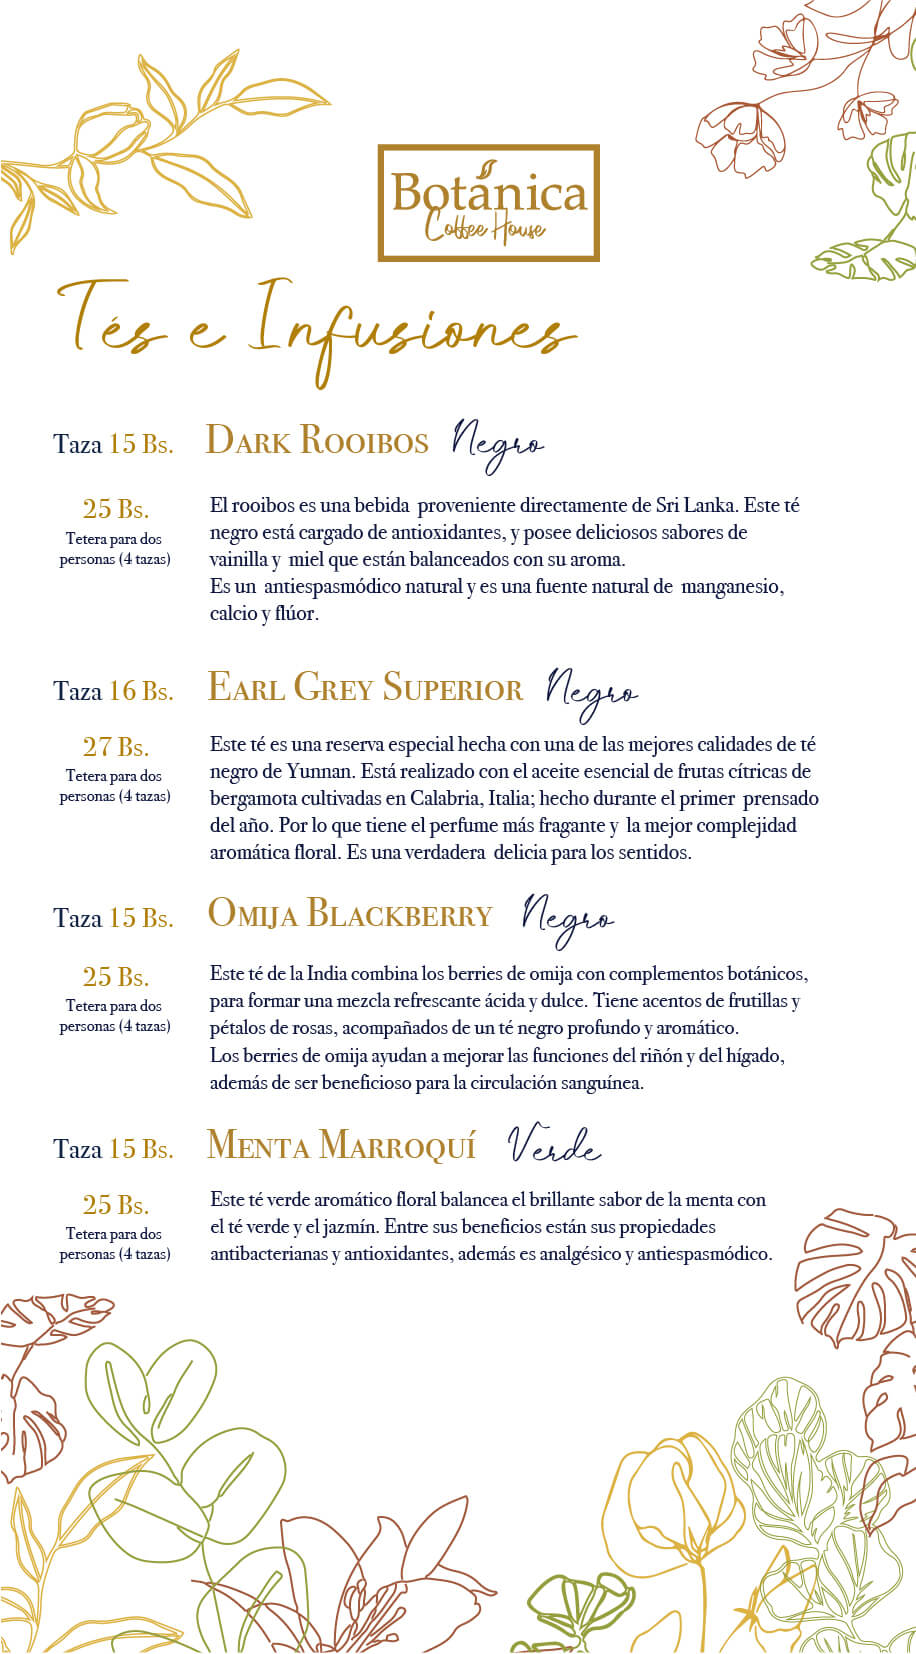 Botánica
Coffee House
Tés e Infusiones
Taza 15 Bs. Dark Rooibos Negro
25 Bs.
Tetera para dos
personas (4 tazas)
El rooibos es una bebida proveniente directamente de Sri Lanka. Este té
negro está cargado de antioxidantes, y posee deliciosos sabores de
vainilla y miel que están balanceados con su aroma.
Es un antiespasmódico natural y es una fuente natural de manganesio,
calcio y flúor.
Taza 16 Bs. Earl Grey Superior Negro
27 Bs.
Tetera para dos
personas (4 tazas)
Este té es una reserva especial hecha con una de las mejores calidades de té
negro de Yunnan. Está realizado con el aceite esencial de frutas cítricas de
bergamota cultivadas en Calabria, Italia; hecho durante el primer prensado
del año. Por lo que tiene el perfume más fragante y la mejor complejidad
aromática floral. Es una verdadera delicia para los sentidos.
Taza 15 Bs. Omija Blackberry Negro
25 Bs.
Tetera para dos
personas (4 tazas)
Este té de la India combina los berries de omija con complementos botánicos,
para formar una mezcla refrescante ácida y dulce. Tiene acentos de frutillas y
pétalos de rosas, acompañados de un té negro profundo y aromático.
Los berries de omija ayudan a mejorar las funciones del riñón y del hígado,
además de ser beneficioso para la circulación sanguínea.
Taza 15 Bs. Menta Marroquí Verde
25 Bs.
Tetera para dos
personas (4 tazas)
Este té verde aromático floral balancea el brillante sabor de la menta con
el té verde y el jazmín. Entre sus beneficios están sus propiedades
antibacterianas y antioxidantes, además es analgésico y antiespasmódico.